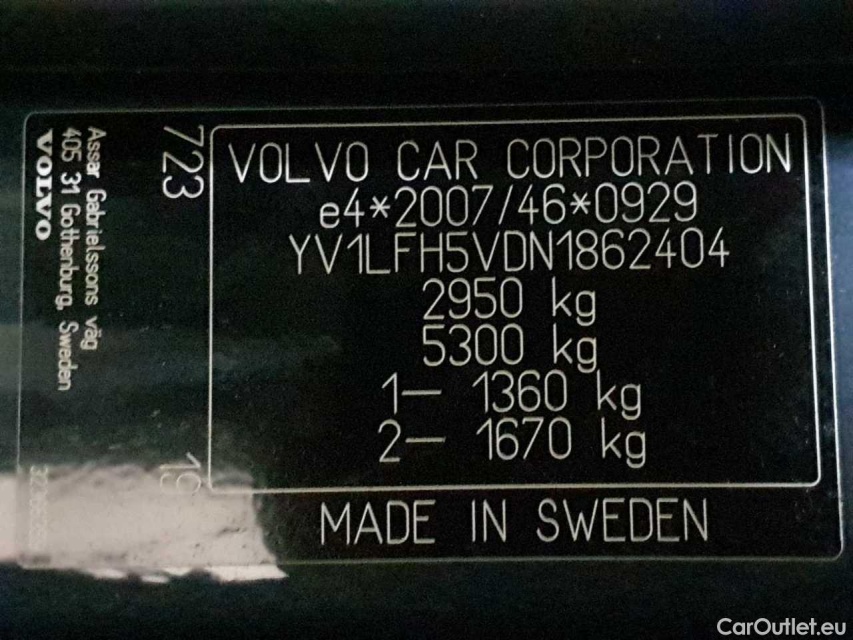 VOLVO CAR CORPORATION
e4*2007/46*0929
YV1LFH5VDN1862404
2950 kg
5300 kg
1— 1360 kg
2— 1670 kg
MADE IN SWEDEN
723
19
Assar Gabrielssons väg
405 31 Gothenburg, Sweden
VOLVO
CarOutlet.eu